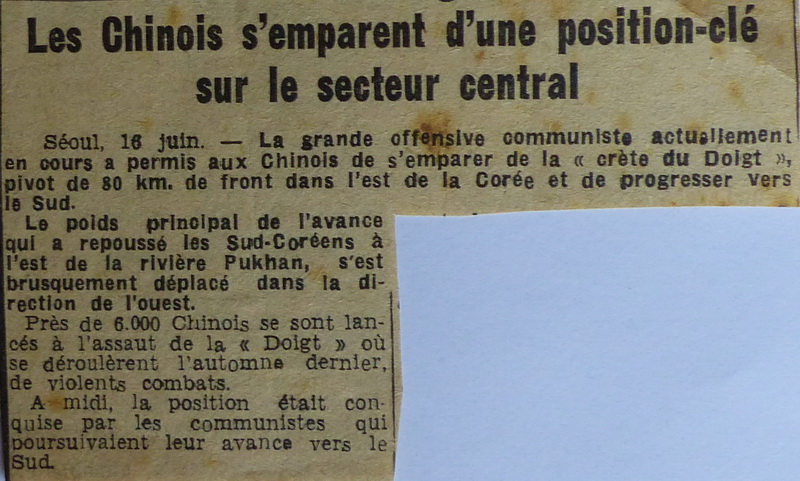 Les Chinois s'emparent d'une position-clé
sur le secteur central
Séoul, 16 juin. — La grande offensive communiste actuellement
en cours a permis aux Chinois de s'emparer de la « crète du Doigt »,
pivot de 80 km. de front dans l'est de la Corée et de progresser vers
le Sud.
Le poids principal de l'avance
qui a repoussé les Sud-Coréens à
l'est de la rivière Pukhan, s'est
brusquement déplacé dans la di-
rection de l'ouest.
Près de 6.000 Chinois se sont lan-
cés à l'assaut de la « Doigt » où
se déroulèrent l'automne dernier,
de violents combats.
A midi, la position était con-
quise par les communistes qui
poursuivaient leur avance vers le
Sud.